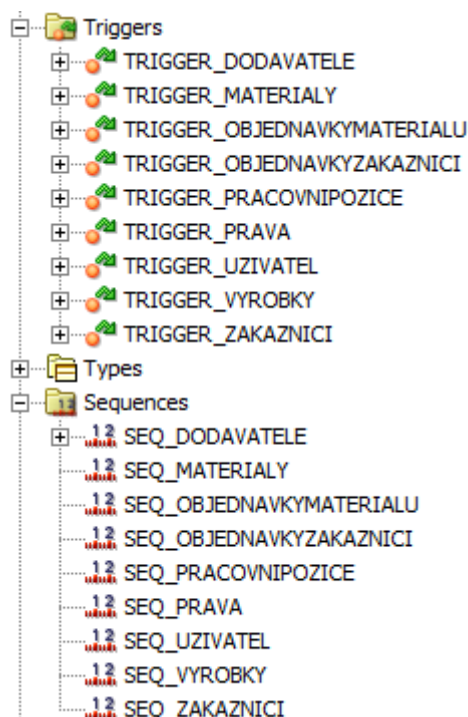 Triggers
TRIGGER_DODAVATELE
TRIGGER_MATERIALY
TRIGGER_OBJEDNAVKYMATERIALU
TRIGGER_OBJEDNAVKYZAKAZNICI
TRIGGER_PRACOVNIPOZICE
TRIGGER_PRAVA
TRIGGER_UZIVATEL
TRIGGER_VYROBKY
TRIGGER_ZAKAZNICI
Types
Sequences
SEQ_DODAVATELE
SEQ_MATERIALY
SEQ_OBJEDNAVKYMATERIALU
SEQ_OBJEDNAVKYZAKAZNICI
SEQ_PRACOVNIPOZICE
SEQ_PRAVA
SEQ_UZIVATEL
SEQ_VYROBKY
SEQ_ZAKAZNICI